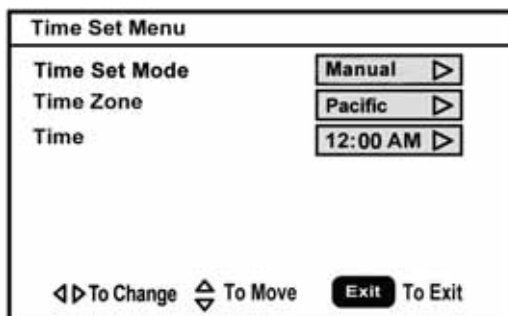 Time Set Menu
Time Set Mode Manual
Time Zone Pacific
Time 12:00 AM
To Change To Move Exit To Exit